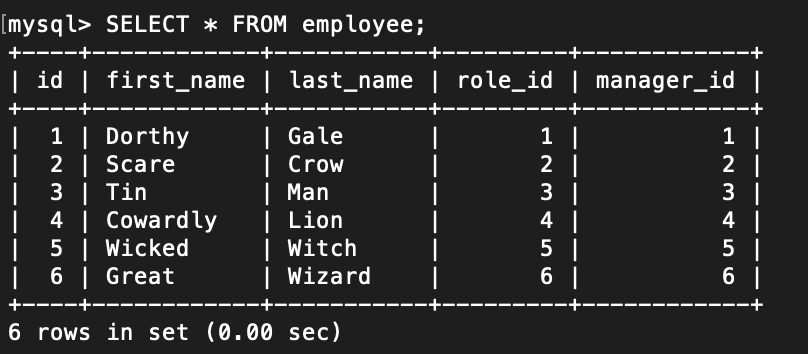 [mysql> SELECT * FROM employee;
+----+------------+-----------+---------+------------+
| id | first_name | last_name | role_id | manager_id |
+----+------------+-----------+---------+------------+
|  1 | Dorthy     | Gale      |       1 |          1 |
|  2 | Scare      | Crow      |       2 |          2 |
|  3 | Tin        | Man       |       3 |          3 |
|  4 | Cowardly   | Lion      |       4 |          4 |
|  5 | Wicked     | Witch     |       5 |          5 |
|  6 | Great      | Wizard    |       6 |          6 |
+----+------------+-----------+---------+------------+
6 rows in set (0.00 sec)